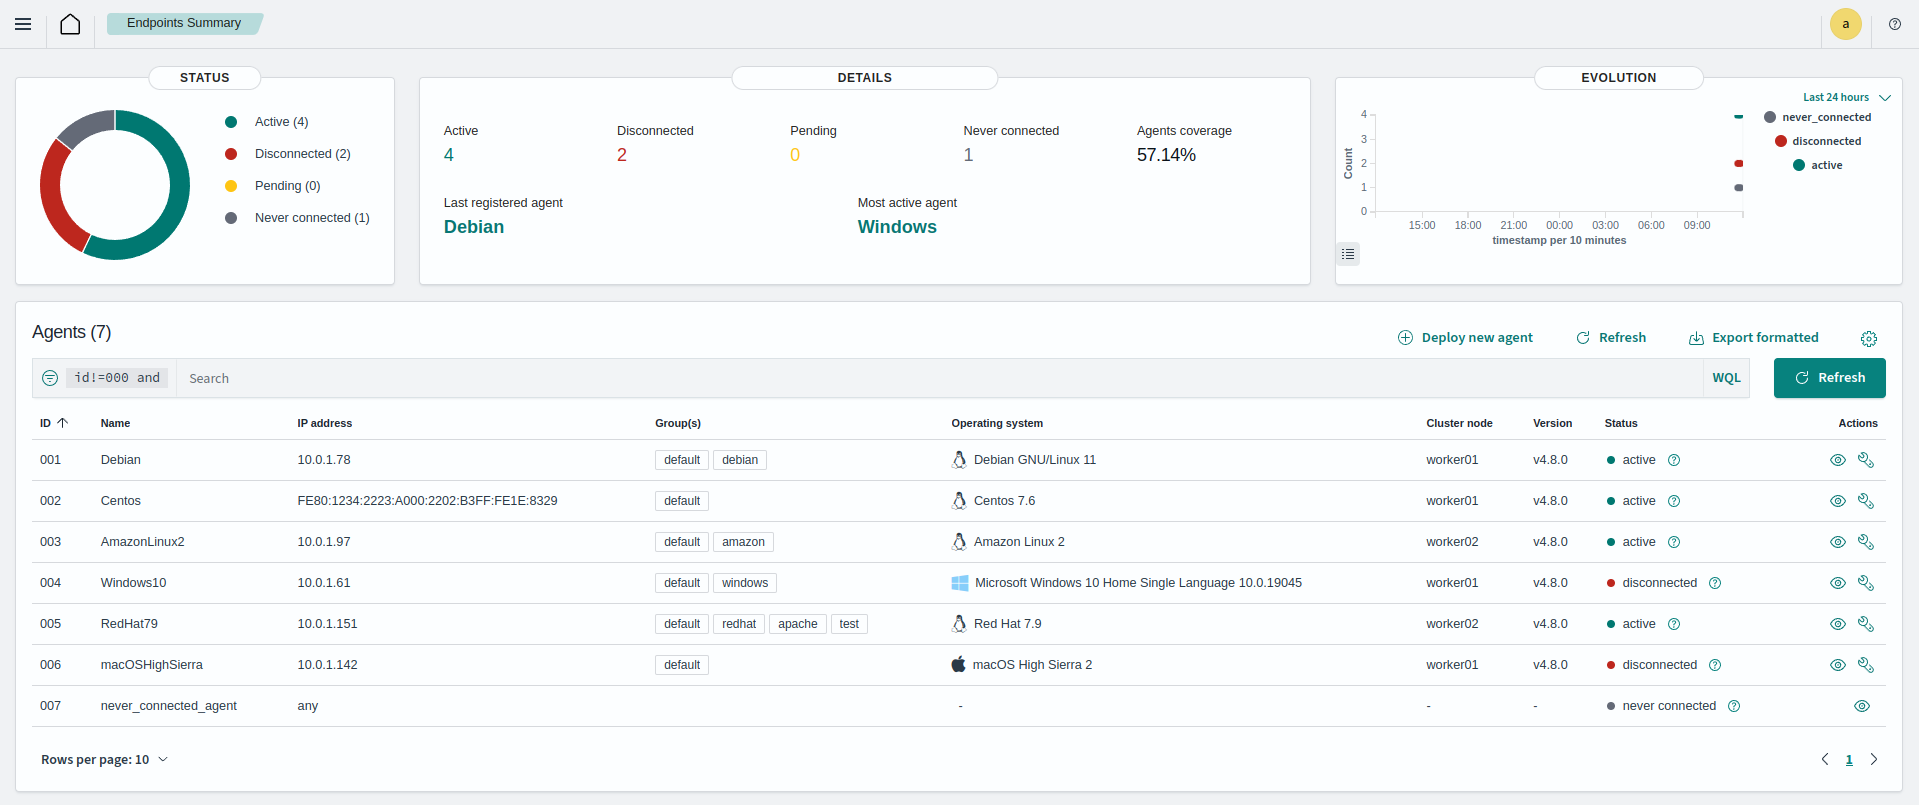 Endpoints Summary
a
STATUS
Active (4)
Disconnected (2)
Pending (0)
Never connected (1)
DETAILS
Active
4
Disconnected
2
Pending
0
Never connected
1
Agents coverage
57.14%
Last registered agent
Debian
Most active agent
Windows
EVOLUTION
Last 24 hours
4
3
2
1
0
Count
15:00 18:00 21:00 00:00 03:00 06:00 09:00
timestamp per 10 minutes
never_connected
disconnected
active
Agents (7)
Deploy new agent
Refresh
Export formatted
id!=000 and
Search
WQL
Refresh
ID Name IP address Group(s) Operating system Cluster node Version Status Actions
001 Debian 10.0.1.78 default debian Debian GNU/Linux 11 worker01 v4.8.0 active
002 Centos FE80:1234:2223:A000:2202:B3FF:FE1E:8329 default Centos 7.6 worker01 v4.8.0 active
003 AmazonLinux2 10.0.1.97 default amazon Amazon Linux 2 worker02 v4.8.0 active
004 Windows10 10.0.1.61 default windows Microsoft Windows 10 Home Single Language 10.0.19045 worker01 v4.8.0 disconnected
005 RedHat79 10.0.1.151 default redhat apache test Red Hat 7.9 worker02 v4.8.0 active
006 macOSHighSierra 10.0.1.142 default macOS High Sierra 2 worker01 v4.8.0 disconnected
007 never_connected_agent any - - - never connected
Rows per page: 10
1